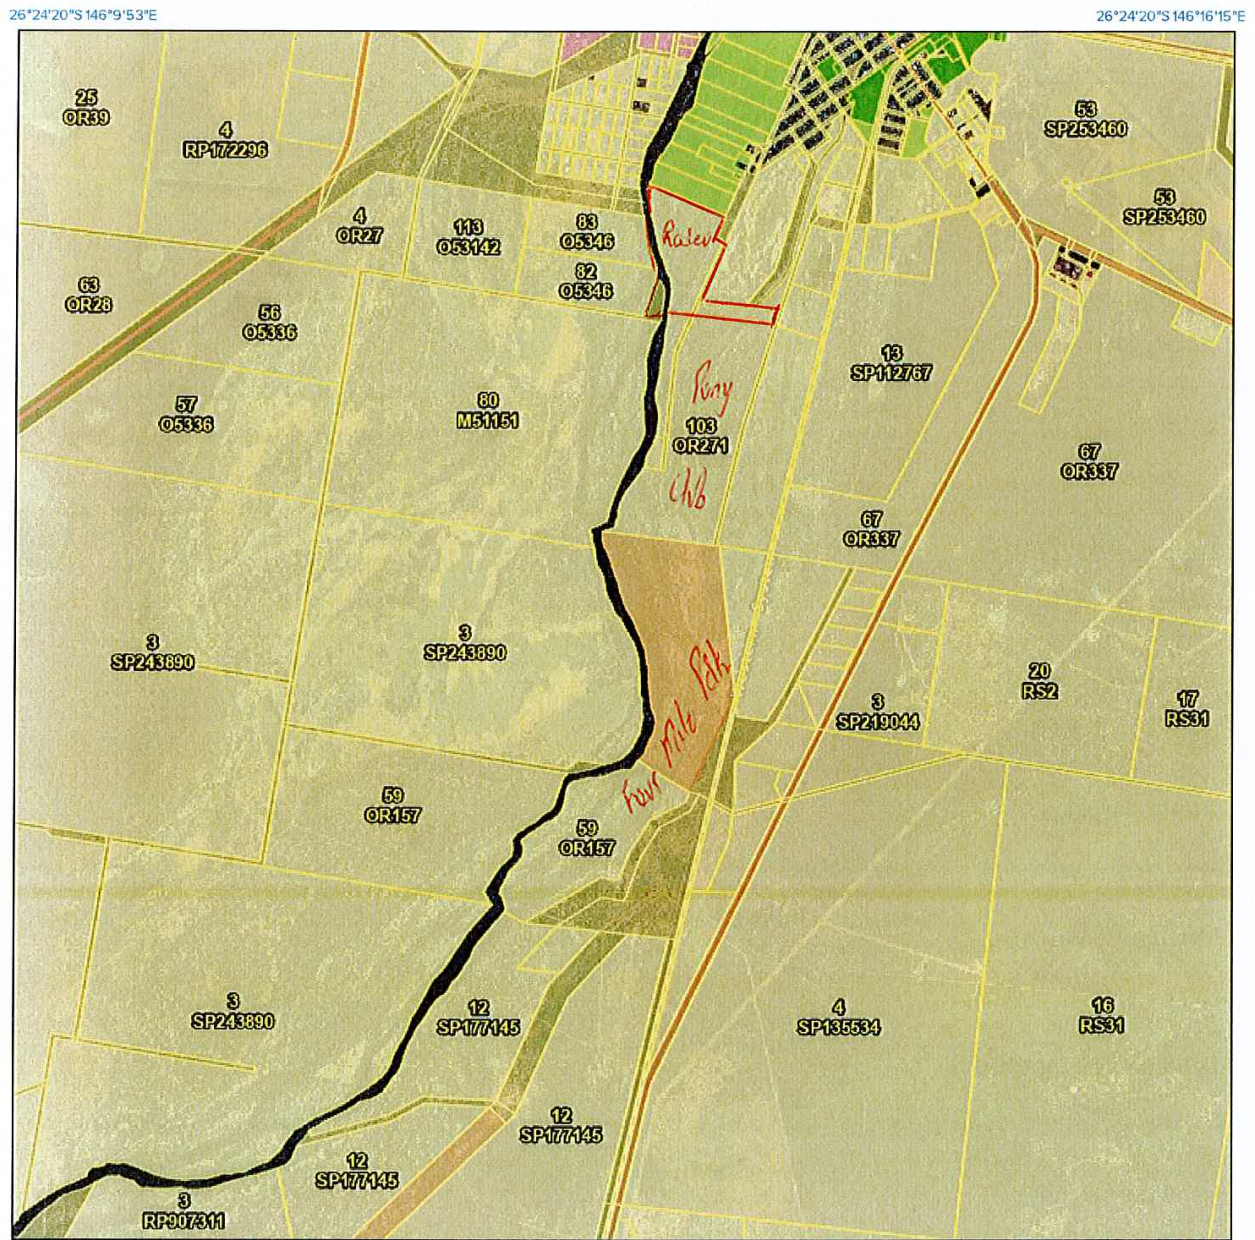 26°24'20"S 146°9'53"E
26°24'20"S 146°16'15"E
25
OR39
4
RP172296
53
SP253460
53
SP253460
4
OR27
113
O53142
83
O5346
82
O5346
63
OR28
56
O5336
57
O5336
80
M51151
Pony
103
OR271
Club
13
SP112767
67
OR337
67
OR337
3
SP243890
3
SP243890
Four Mile Pdk
3
SP219044
20
RS2
17
RS31
59
OR157
59
OR157
3
SP243890
12
SP177145
4
SP135534
16
RS31
12
SP177145
12
SP177145
3
RP907311